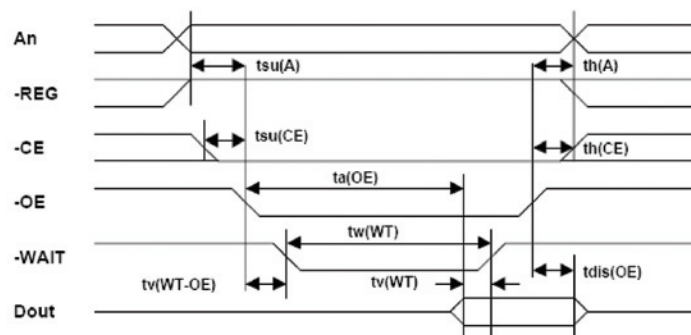 An
tsu(A)
th(A)
-REG
-CE
tsu(CE)
th(CE)
ta(OE)
-OE
tw(WT)
-WAIT
tv(WT-OE)
tv(WT)
tdis(OE)
Dout